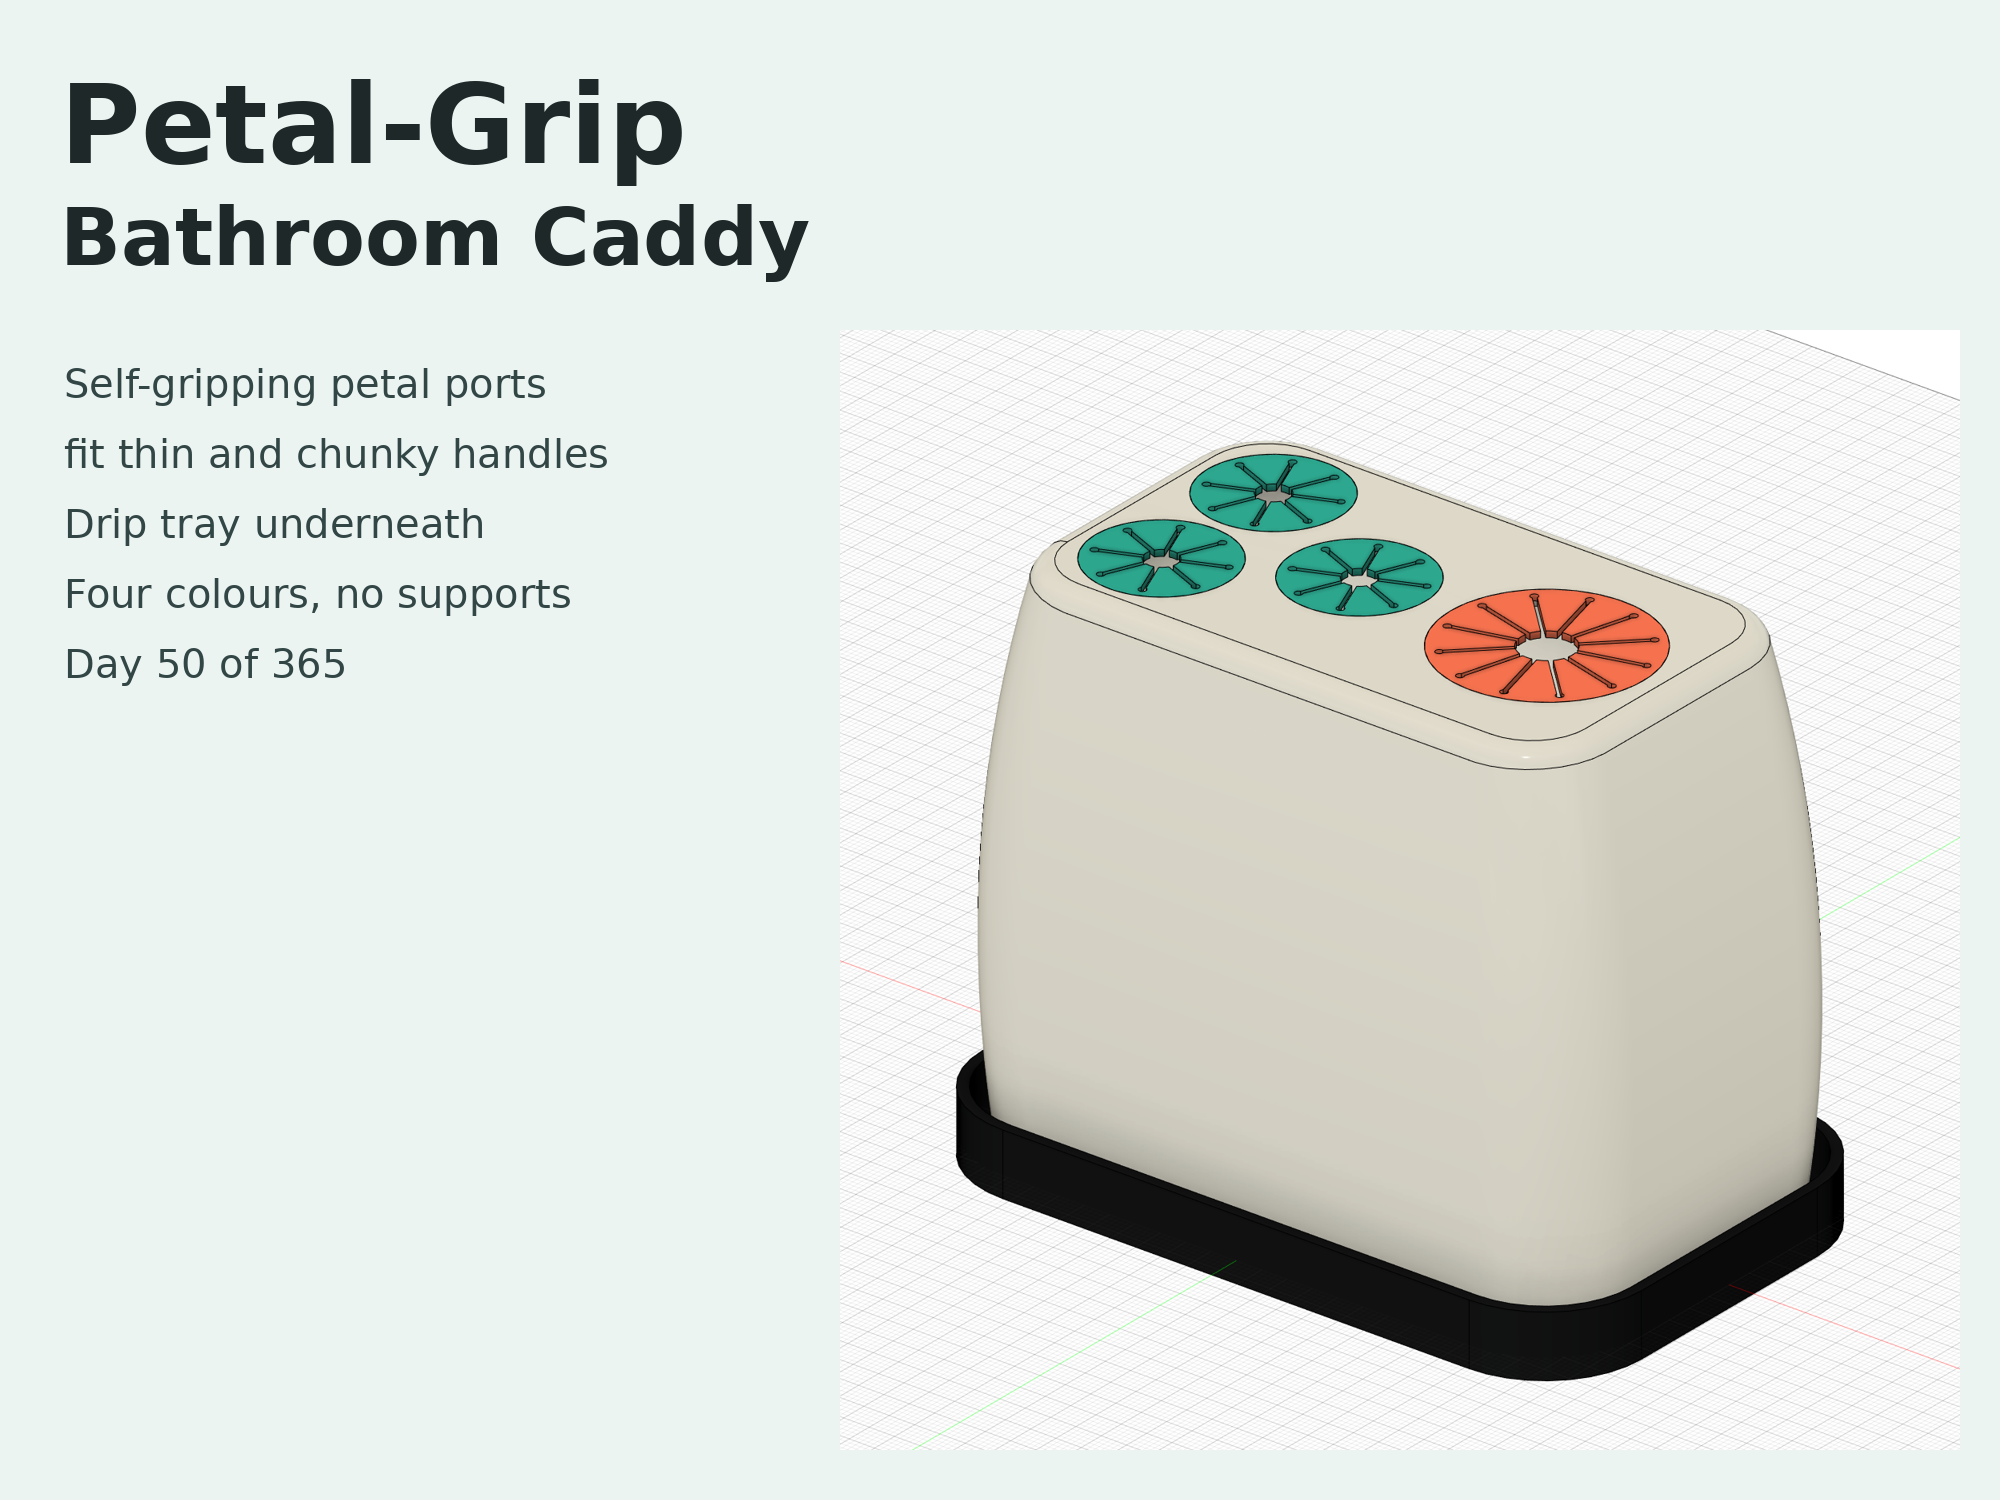 Petal-Grip
Bathroom Caddy
Self-gripping petal ports
fit thin and chunky handles
Drip tray underneath
Four colours, no supports
Day 50 of 365